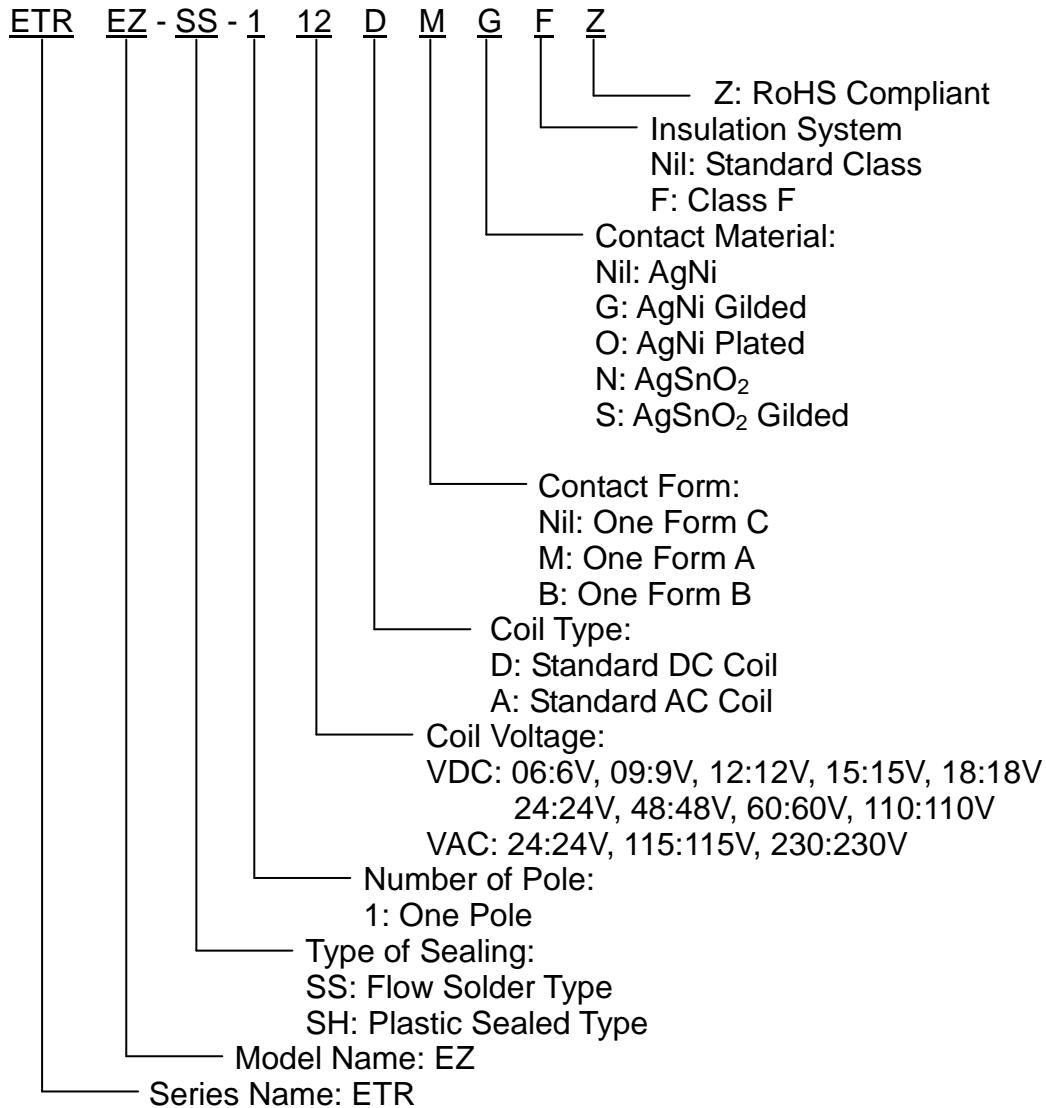 ETR EZ - SS - 1 12 D M G F Z
Z: RoHS Compliant
Insulation System
Nil: Standard Class
F: Class F
Contact Material:
Nil: AgNi
G: AgNi Gilded
O: AgNi Plated
N: AgSnO₂
S: AgSnO₂ Gilded
Contact Form:
Nil: One Form C
M: One Form A
B: One Form B
Coil Type:
D: Standard DC Coil
A: Standard AC Coil
Coil Voltage:
VDC: 06:6V, 09:9V, 12:12V, 15:15V, 18:18V
24:24V, 48:48V, 60:60V, 110:110V
VAC: 24:24V, 115:115V, 230:230V
Number of Pole:
1: One Pole
Type of Sealing:
SS: Flow Solder Type
SH: Plastic Sealed Type
Model Name: EZ
Series Name: ETR